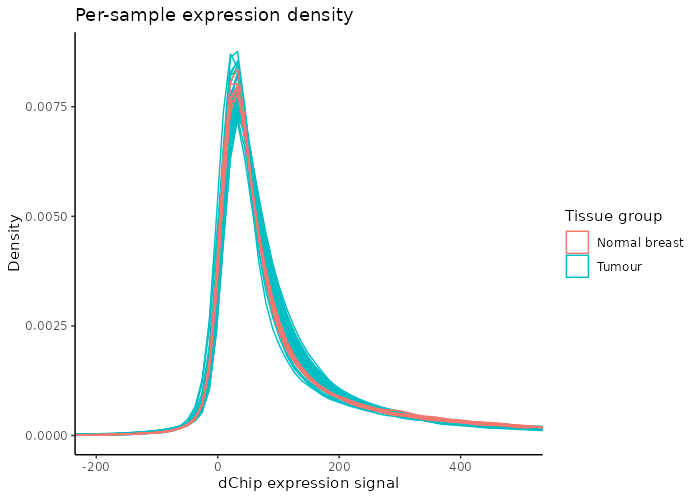 Per-sample expression density
0.0075
0.0050
0.0025
0.0000
Density
-200
0
200
400
dChip expression signal
Tissue group
Normal breast
Tumour